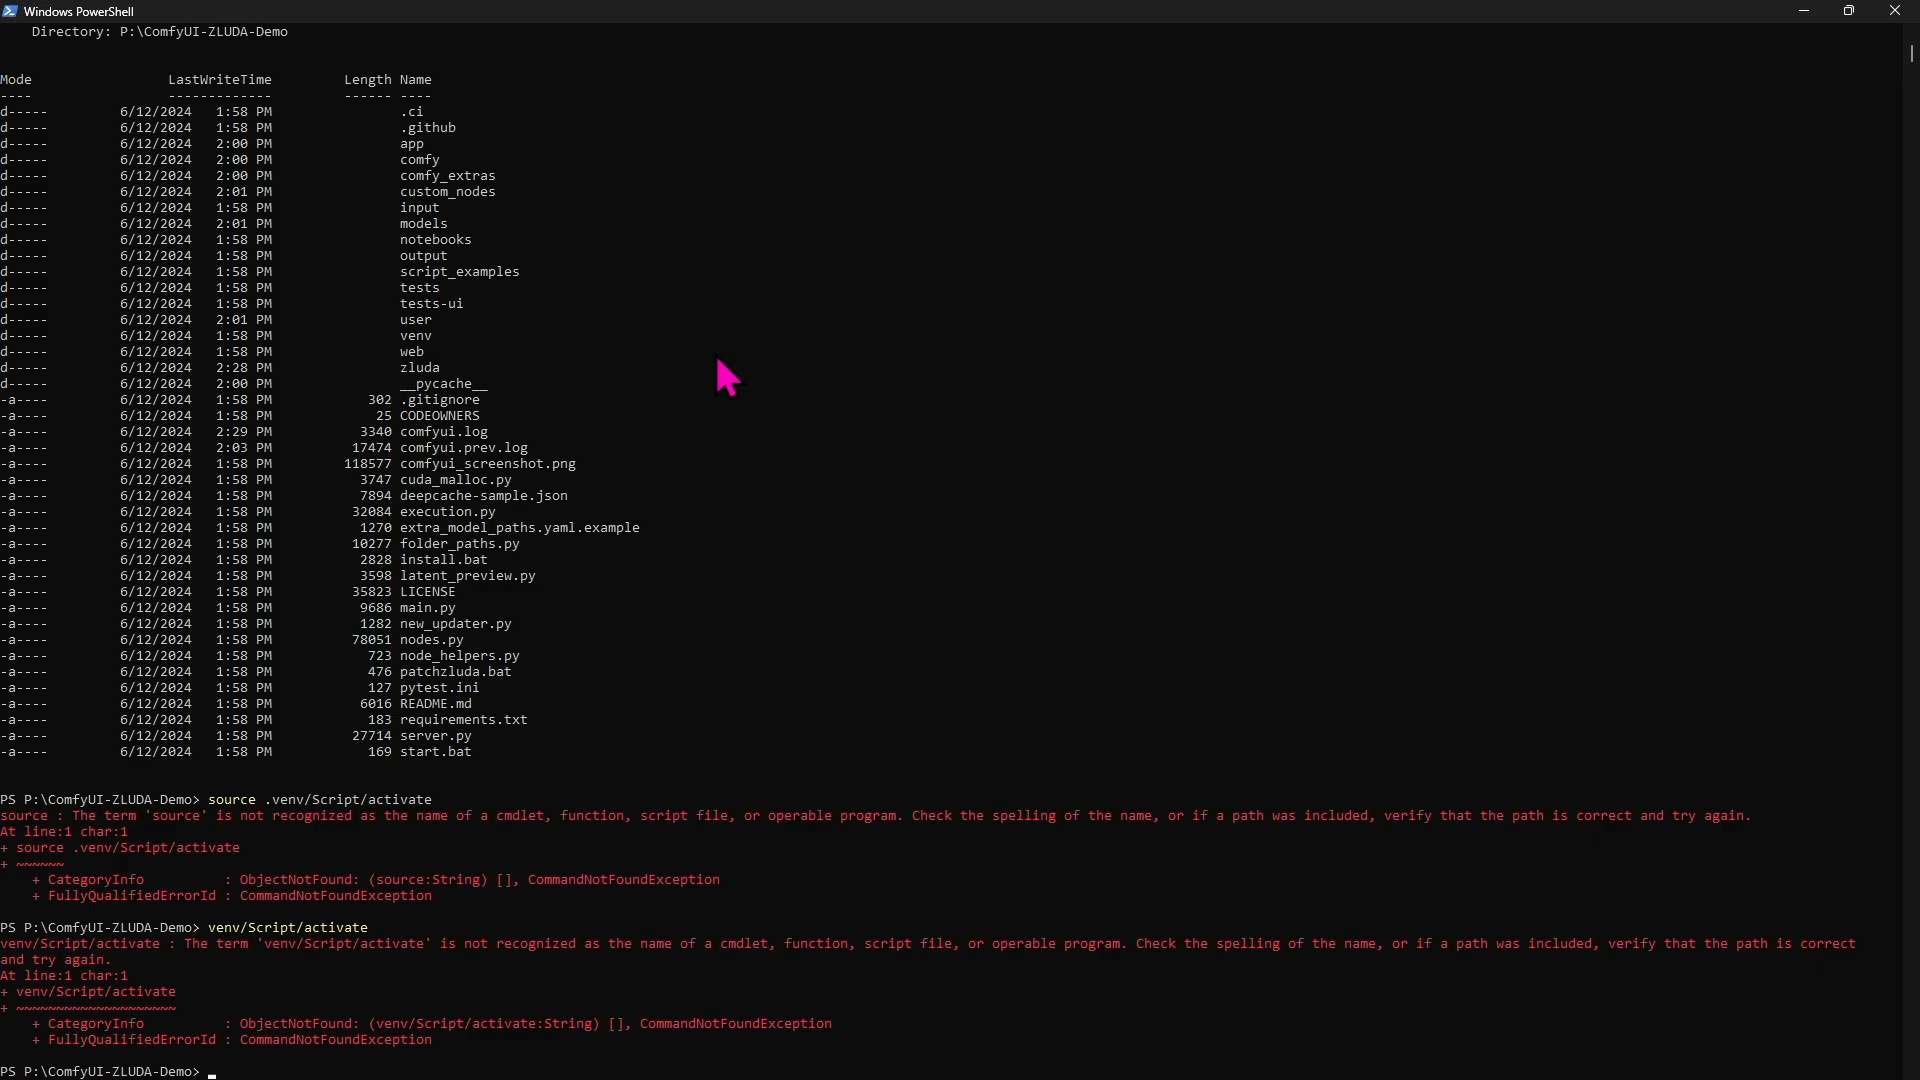 Windows PowerShell
Directory: P:\ComfyUI-ZLUDA-Demo
Mode LastWriteTime Length Name
---- ------------- ------ ----
d----- 6/12/2024 1:58 PM .ci
d----- 6/12/2024 1:58 PM .github
d----- 6/12/2024 2:00 PM app
d----- 6/12/2024 2:00 PM comfy
d----- 6/12/2024 2:00 PM comfy_extras
d----- 6/12/2024 2:01 PM custom_nodes
d----- 6/12/2024 1:58 PM input
d----- 6/12/2024 2:01 PM models
d----- 6/12/2024 1:58 PM notebooks
d----- 6/12/2024 1:58 PM output
d----- 6/12/2024 1:58 PM script_examples
d----- 6/12/2024 1:58 PM tests
d----- 6/12/2024 1:58 PM tests-ui
d----- 6/12/2024 2:01 PM user
d----- 6/12/2024 1:58 PM venv
d----- 6/12/2024 1:58 PM web
d----- 6/12/2024 2:28 PM zluda
d----- 6/12/2024 2:00 PM __pycache__
-a---- 6/12/2024 1:58 PM 302 .gitignore
-a---- 6/12/2024 1:58 PM 25 CODEOWNERS
-a---- 6/12/2024 2:29 PM 3340 comfyui.log
-a---- 6/12/2024 2:03 PM 17474 comfyui.prev.log
-a---- 6/12/2024 1:58 PM 118577 comfyui_screenshot.png
-a---- 6/12/2024 1:58 PM 3747 cuda_malloc.py
-a---- 6/12/2024 1:58 PM 7894 deepcache-sample.json
-a---- 6/12/2024 1:58 PM 32084 execution.py
-a---- 6/12/2024 1:58 PM 1270 extra_model_paths.yaml.example
-a---- 6/12/2024 1:58 PM 10277 folder_paths.py
-a---- 6/12/2024 1:58 PM 2828 install.bat
-a---- 6/12/2024 1:58 PM 3598 latent_preview.py
-a---- 6/12/2024 1:58 PM 35823 LICENSE
-a---- 6/12/2024 1:58 PM 9686 main.py
-a---- 6/12/2024 1:58 PM 1282 new_updater.py
-a---- 6/12/2024 1:58 PM 78051 nodes.py
-a---- 6/12/2024 1:58 PM 723 node_helpers.py
-a---- 6/12/2024 1:58 PM 476 patchzluda.bat
-a---- 6/12/2024 1:58 PM 127 pytest.ini
-a---- 6/12/2024 1:58 PM 6016 README.md
-a---- 6/12/2024 1:58 PM 183 requirements.txt
-a---- 6/12/2024 1:58 PM 27714 server.py
-a---- 6/12/2024 1:58 PM 169 start.bat
PS P:\ComfyUI-ZLUDA-Demo> source .venv/Script/activate
source : The term 'source' is not recognized as the name of a cmdlet, function, script file, or operable program. Check the spelling of the name, or if a path was included, verify that the path is correct and try again.
At line:1 char:1
+ source .venv/Script/activate
+ ~~~~~~
+ CategoryInfo : ObjectNotFound: (source:String) [], CommandNotFoundException
+ FullyQualifiedErrorId : CommandNotFoundException
PS P:\ComfyUI-ZLUDA-Demo> venv/Script/activate
venv/Script/activate : The term 'venv/Script/activate' is not recognized as the name of a cmdlet, function, script file, or operable program. Check the spelling of the name, or if a path was included, verify that the path is correct
and try again.
At line:1 char:1
+ venv/Script/activate
+ ~~~~~~~~~~~~~~~~~~~~
+ CategoryInfo : ObjectNotFound: (venv/Script/activate:String) [], CommandNotFoundException
+ FullyQualifiedErrorId : CommandNotFoundException
PS P:\ComfyUI-ZLUDA-Demo>